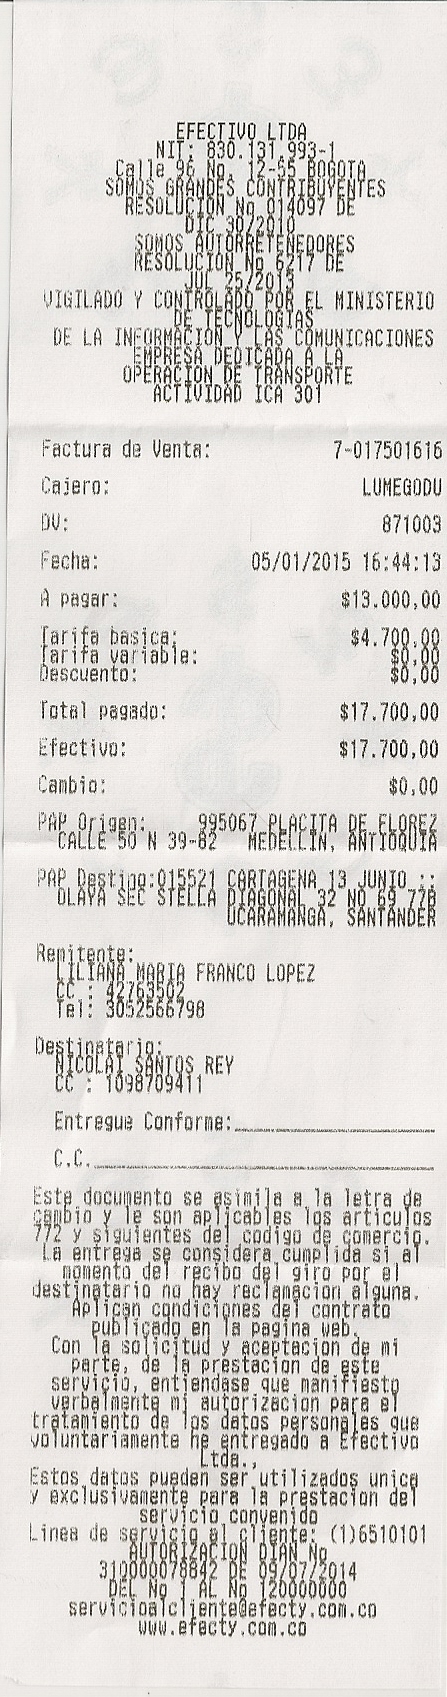 EFECTIVO LTDA
NIT: 830.131.993-1
Calle 96 No. 12-55 BOGOTA
SOMOS GRANDES CONTRIBUYENTES
RESOLUCION No 014097 DE
DIC 30/2010
SOMOS AUTORRETENEDORES
RESOLUCION No 6217 DE
JUL 25/2013
VIGILADO Y CONTROLADO POR EL MINISTERIO
DE TECNOLOGIAS
DE LA INFORMACION Y LAS COMUNICACIONES
EMPRESA DEDICADA A LA
OPERACION DE TRANSPORTE
ACTIVIDAD ICA 301
Factura de Venta: 7-017501616
Cajero: LUMEGODU
DV: 871003
Fecha: 05/01/2015 16:44:13
A pagar: $13.000,00
Tarifa basica: $4.700,00
Tarifa variable: $0,00
Descuento: $0,00
Total pagado: $17.700,00
Efectivo: $17.700,00
Cambio: $0,00
PAP Origen: 995067 PLACITA DE FLOREZ
CALLE 50 N 39-82 MEDELLIN, ANTIOQUIA
PAP Destino:015521 CARTAGENA 13 JUNIO ::
OLAYA SEC STELLA DIAGONAL 32 NO 69 77B
UCARAMANGA, SANTANDER
Remitente:
LILIANA MARIA FRANCO LOPEZ
CC : 42763502
Tel: 3052566798
Destinatario:
NICOLAI SANTOS REY
CC : 1098709411
Entregue Conforme:
C.C.
Este documento se asimila a la letra de
cambio y le son aplicables los articulos
772 y siguientes del codigo de comercio.
La entrega se considera cumplida si al
momento del recibo del giro por el
destinatario no hay reclamacion alguna.
Aplican condiciones del contrato
publicado en la pagina web.
Con la solicitud y aceptacion de mi
parte, de la prestacion de este
servicio, entiendase que manifiesto
verbalmente mi autorizacion para el
tratamiento de los datos personales que
voluntariamente he entregado a Efectivo
Ltda.,
Estos datos pueden ser utilizados unica
y exclusivamente para la prestacion del
servicio convenido
Linea de servicio al cliente: (1)6510101
AUTORIZACION DIAN No
310000078842 DE 09/07/2014
DEL No 1 AL No 120000000
servicioalcliente@efecty.com.co
www.efecty.com.co